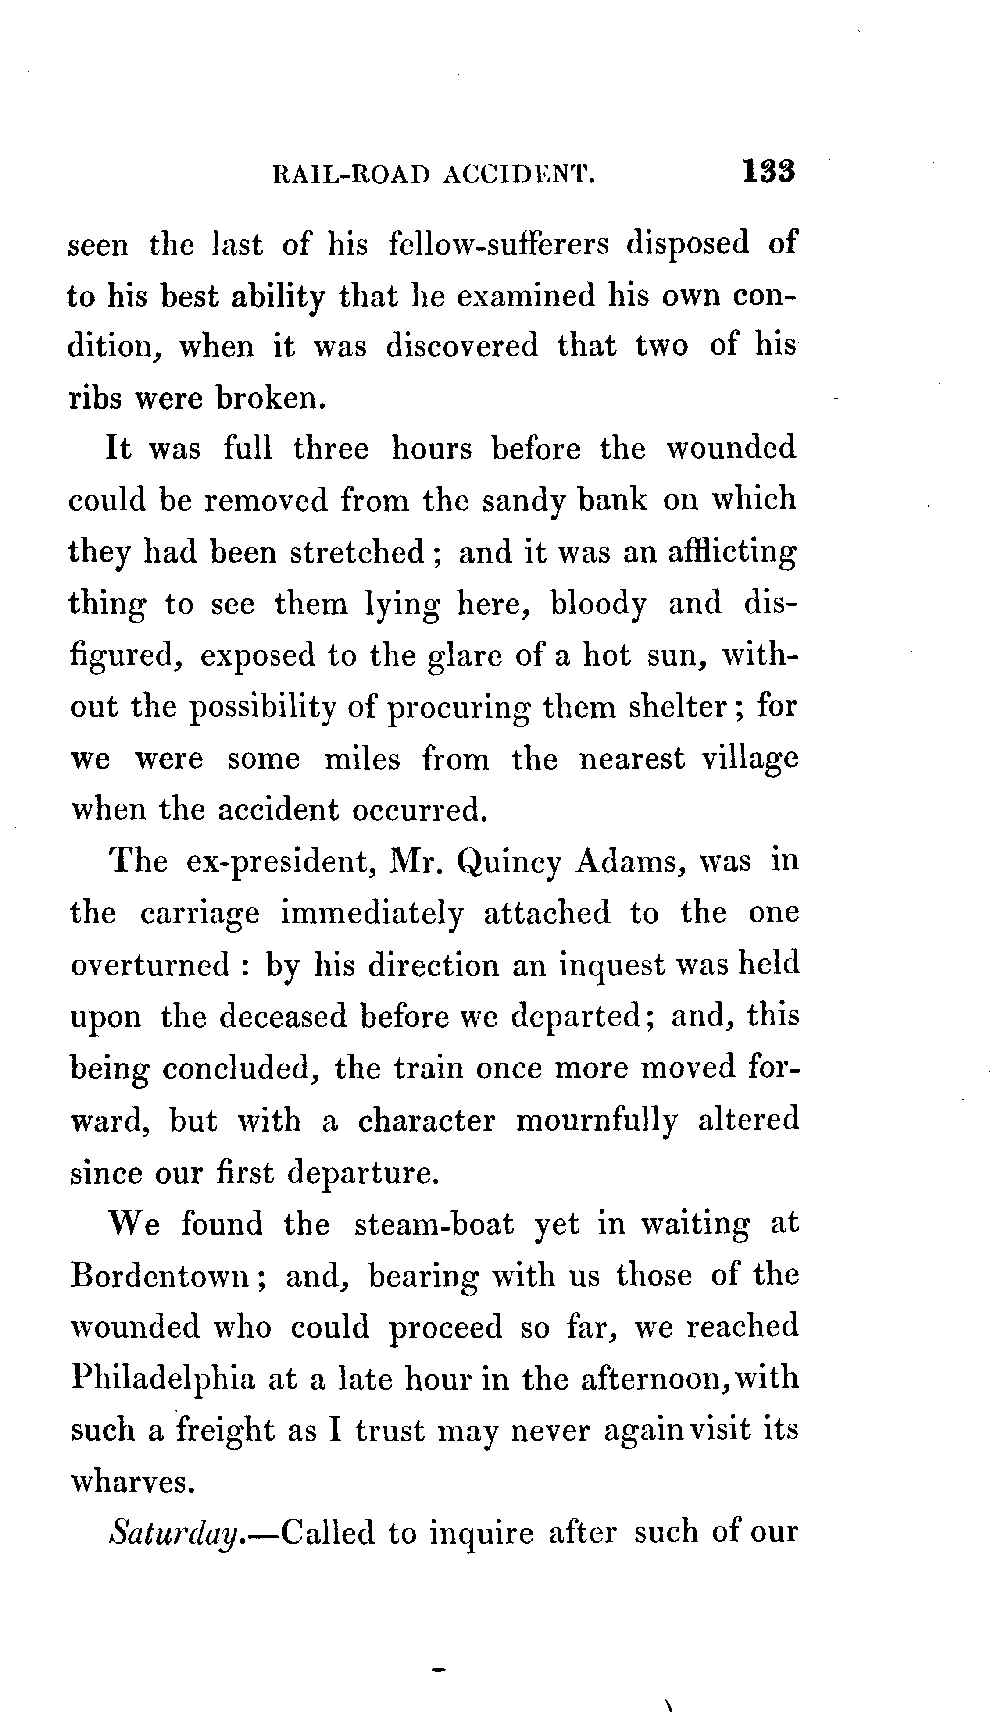 RAIL-ROAD ACCIDENT. 133
seen the last of his fellow-sufferers disposed of
to his best ability that he examined his own con-
dition, when it was discovered that two of his
ribs were broken.
It was full three hours before the wounded
could be removed from the sandy bank on which
they had been stretched; and it was an afflicting
thing to see them lying here, bloody and dis-
figured, exposed to the glare of a hot sun, with-
out the possibility of procuring them shelter; for
we were some miles from the nearest village
when the accident occurred.
The ex-president, Mr. Quincy Adams, was in
the carriage immediately attached to the one
overturned : by his direction an inquest was held
upon the deceased before we departed; and, this
being concluded, the train once more moved for-
ward, but with a character mournfully altered
since our first departure.
We found the steam-boat yet in waiting at
Bordentown; and, bearing with us those of the
wounded who could proceed so far, we reached
Philadelphia at a late hour in the afternoon, with
such a freight as I trust may never again visit its
wharves.
Saturday.—Called to inquire after such of our